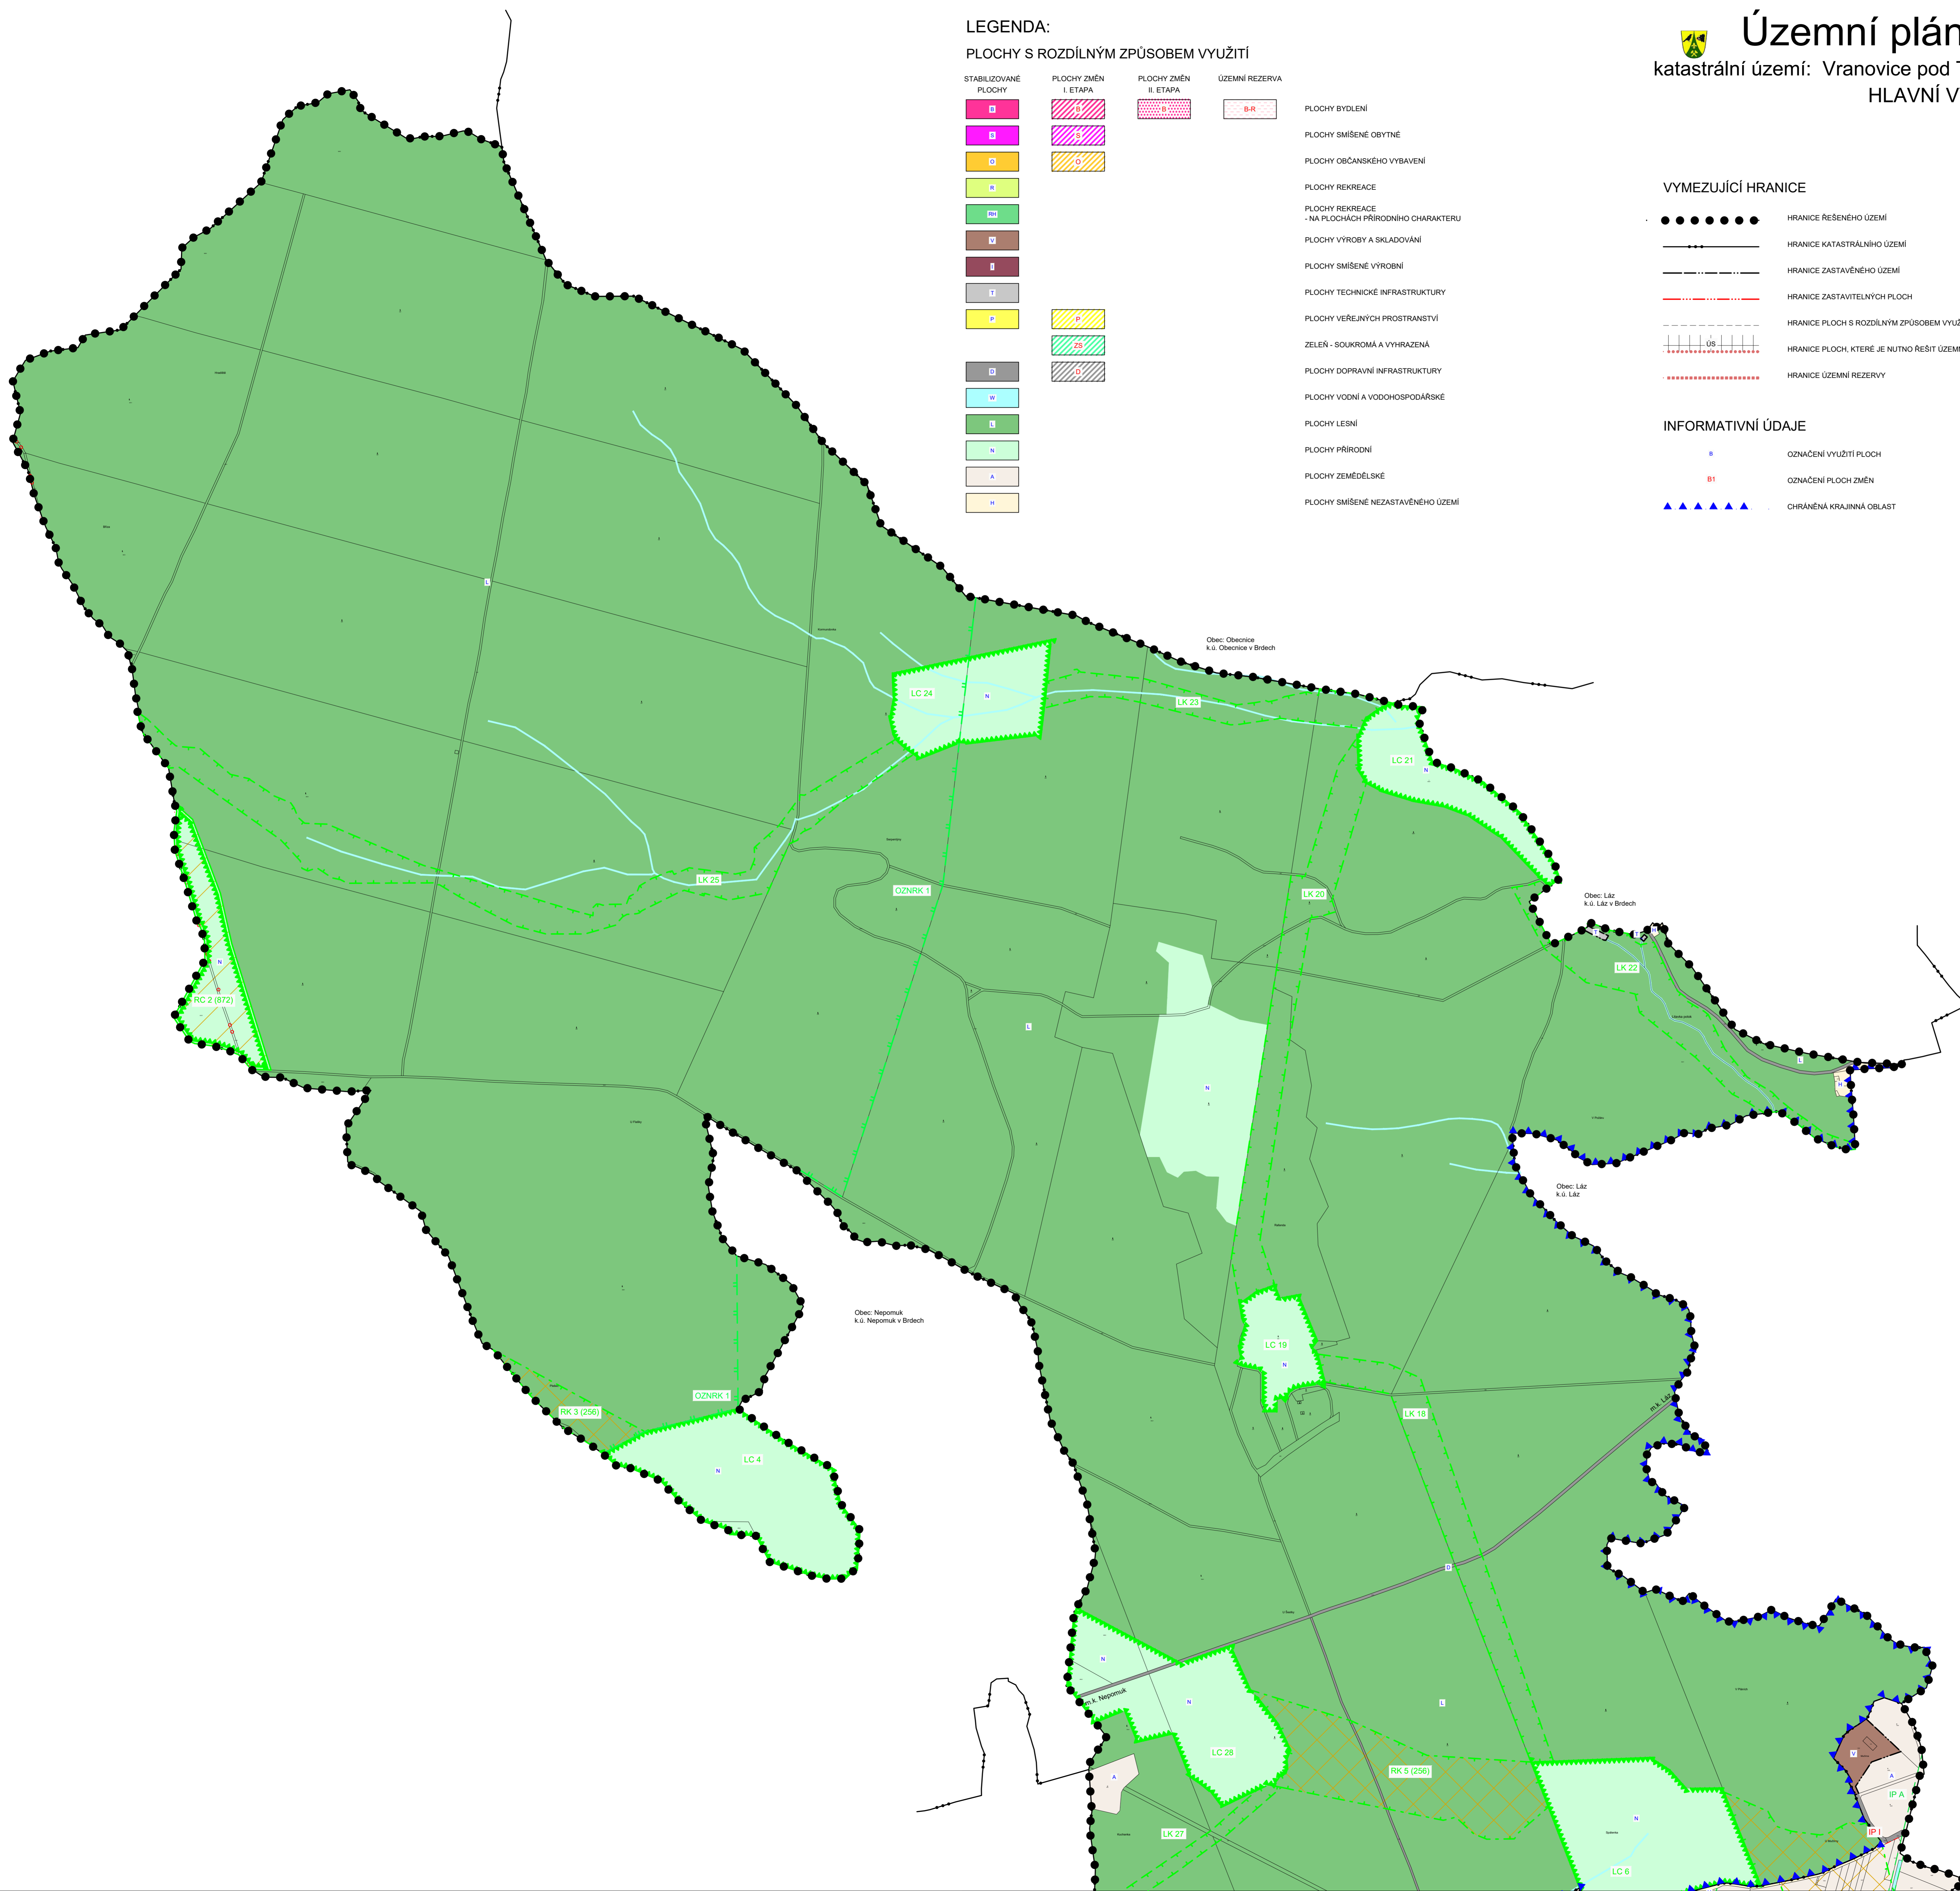 LEGENDA:
PLOCHY S ROZDÍLNÝM ZPŮSOBEM VYUŽITÍ
STABILIZOVANÉ PLOCHY
PLOCHY ZMĚN I. ETAPA
PLOCHY ZMĚN II. ETAPA
ÚZEMNÍ REZERVA
B B B B-R PLOCHY BYDLENÍ
S S PLOCHY SMÍŠENÉ OBYTNÉ
O O PLOCHY OBČANSKÉHO VYBAVENÍ
R PLOCHY REKREACE
RH PLOCHY REKREACE
- NA PLOCHÁCH PŘÍRODNÍHO CHARAKTERU
V PLOCHY VÝROBY A SKLADOVÁNÍ
I PLOCHY SMÍŠENÉ VÝROBNÍ
T PLOCHY TECHNICKÉ INFRASTRUKTURY
P P PLOCHY VEŘEJNÝCH PROSTRANSTVÍ
ZS ZELEŇ - SOUKROMÁ A VYHRAZENÁ
D D PLOCHY DOPRAVNÍ INFRASTRUKTURY
W PLOCHY VODNÍ A VODOHOSPODÁŘSKÉ
L PLOCHY LESNÍ
N PLOCHY PŘÍRODNÍ
A PLOCHY ZEMĚDĚLSKÉ
H PLOCHY SMÍŠENÉ NEZASTAVĚNÉHO ÚZEMÍ
Územní plán
katastrální území: Vranovice pod T
HLAVNÍ V
VYMEZUJÍCÍ HRANICE
HRANICE ŘEŠENÉHO ÚZEMÍ
HRANICE KATASTRÁLNÍHO ÚZEMÍ
HRANICE ZASTAVĚNÉHO ÚZEMÍ
HRANICE ZASTAVITELNÝCH PLOCH
HRANICE PLOCH S ROZDÍLNÝM ZPŮSOBEM VYUŽ
ÚS HRANICE PLOCH, KTERÉ JE NUTNO ŘEŠIT ÚZEMN
HRANICE ÚZEMNÍ REZERVY
INFORMATIVNÍ ÚDAJE
B OZNAČENÍ VYUŽITÍ PLOCH
B1 OZNAČENÍ PLOCH ZMĚN
CHRÁNĚNÁ KRAJINNÁ OBLAST
L
Obec: Obecnice
k.ú. Obecnice v Brdech
LC 24
N
LK 23
LC 21
N
LK 25
OZNRK 1
LK 20
Obec: Láz
k.ú. Láz v Brdech
T
T
H
LK 22
N
RC 2 (872)
L
L
H
N
Obec: Láz
k.ú. Láz
Obec: Nepomuk
k.ú. Nepomuk v Brdech
LC 19
N
OZNRK 1
RK 3 (256)
LK 18
m.k. Láz
LC 4
N
D
N
m.k. Nepomuk
N
L
LC 28
V
A
A
RK 5 (256)
IP A
N
LK 27
IP I
LC 6